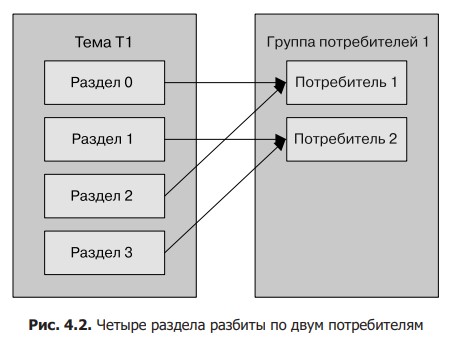 Тема T1
Раздел 0
Раздел 1
Раздел 2
Раздел 3
Группа потребителей 1
Потребитель 1
Потребитель 2
Рис. 4.2. Четыре раздела разбиты по двум потребителям